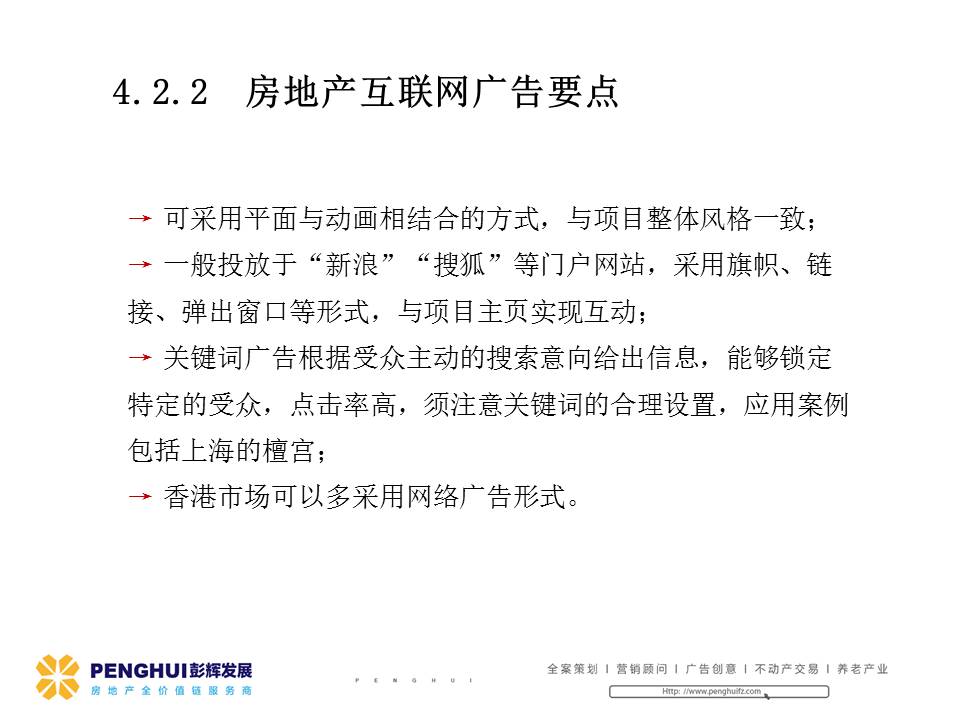 4.2.2 房地产互联网广告要点
→ 可采用平面与动画相结合的方式，与项目整体风格一致；
→ 一般投放于“新浪”“搜狐”等门户网站，采用旗帜、链
接、弹出窗口等形式，与项目主页实现互动；
→ 关键词广告根据受众主动的搜索意向给出信息，能够锁定
特定的受众，点击率高，须注意关键词的合理设置，应用案例
包括上海的檀宫；
→ 香港市场可以多采用网络广告形式。
PENGHUI彭辉发展
房地产全价值链服务商
PENGHUI
全案策划 | 营销顾问 | 广告创意 | 不动产交易 | 养老产业
Http: //www.penghuifz.com